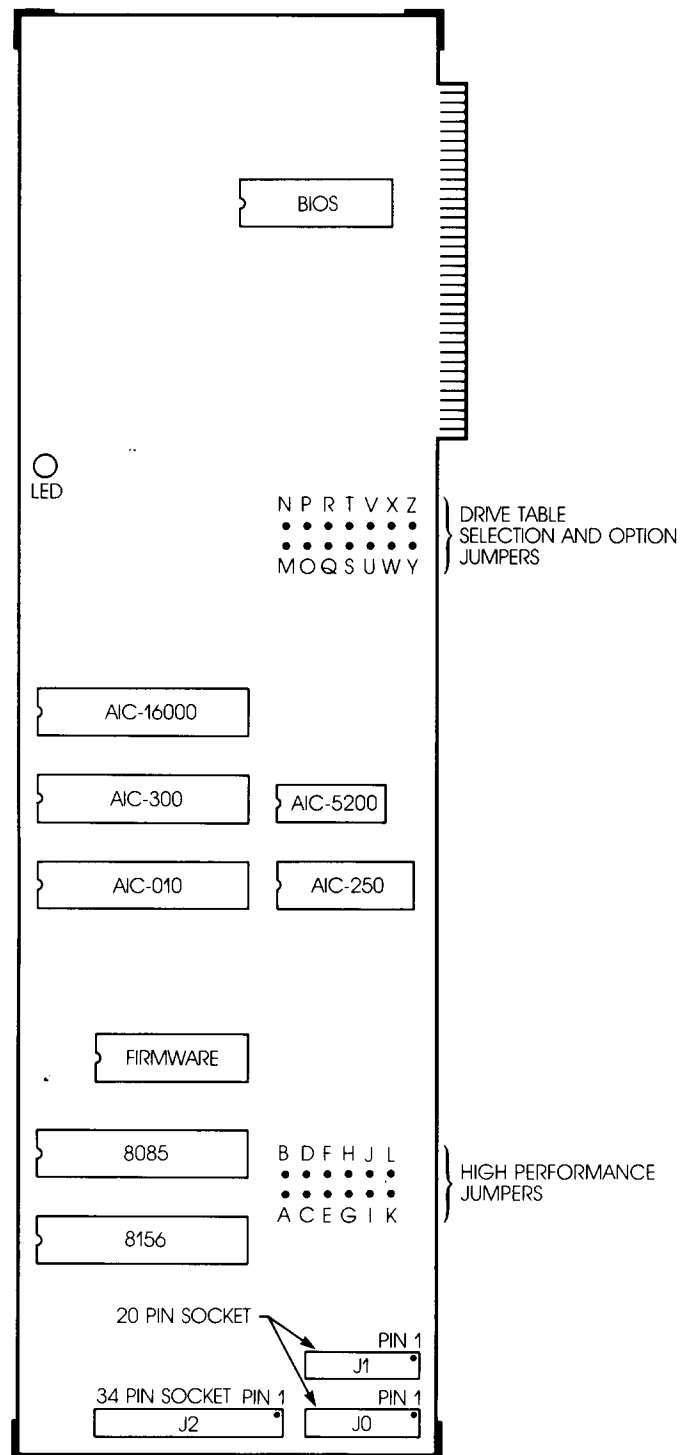 BIOS
LED
N P R T V X Z
M O Q S U W Y
DRIVE TABLE
SELECTION AND OPTION
JUMPERS
AIC-16000
AIC-300
AIC-5200
AIC-010
AIC-250
FIRMWARE
8085
B D F H J L
A C E G I K
HIGH PERFORMANCE
JUMPERS
8156
20 PIN SOCKET
PIN 1
J1
34 PIN SOCKET PIN 1
PIN 1
J2
J0